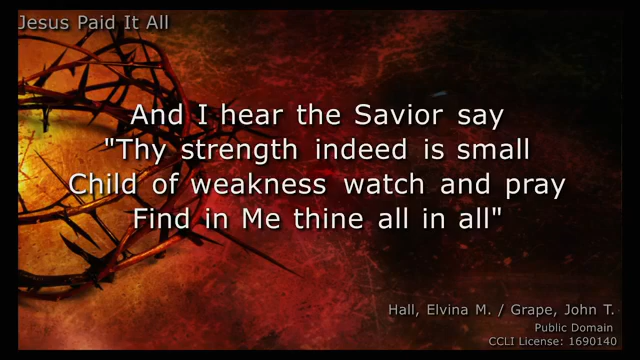 Jesus Paid It All
And I hear the Savior say
"Thy strength indeed is small
Child of weakness watch and pray
Find in Me thine all in all"
Hall, Elvina M. / Grape, John T.
Public Domain
CCLI License: 1690140